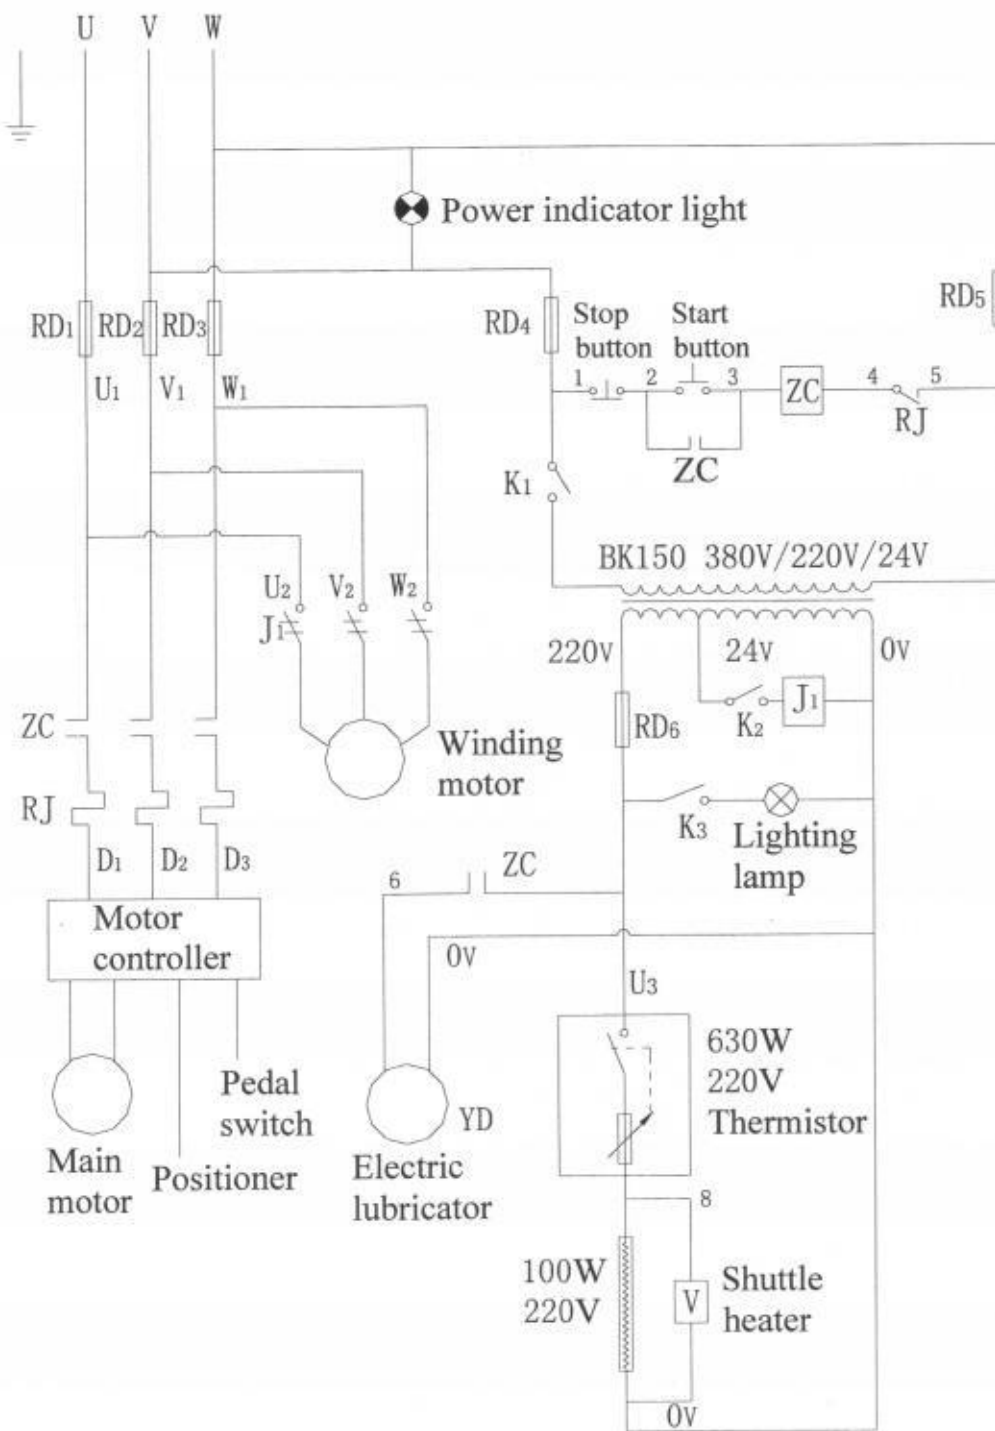 U V W
Power indicator light
RD1 RD2 RD3
RD4
Stop
button
Start
button
RD5
1 2 3 ZC 4 5
RJ
ZC
U1 V1 W1
K1
BK150 380V/220V/24V
U2 V2 W2
J1
220V 24V 0V
RD6
K2 J1
ZC
Winding
motor
RJ
K3
Lighting
lamp
D1 D2 D3
6 ZC
Motor
controller
0V
U3
630W
220V
Thermistor
Pedal
switch
YD
Main
motor
Positioner
Electric
lubricator
8
100W
220V
V
Shuttle
heater
0V